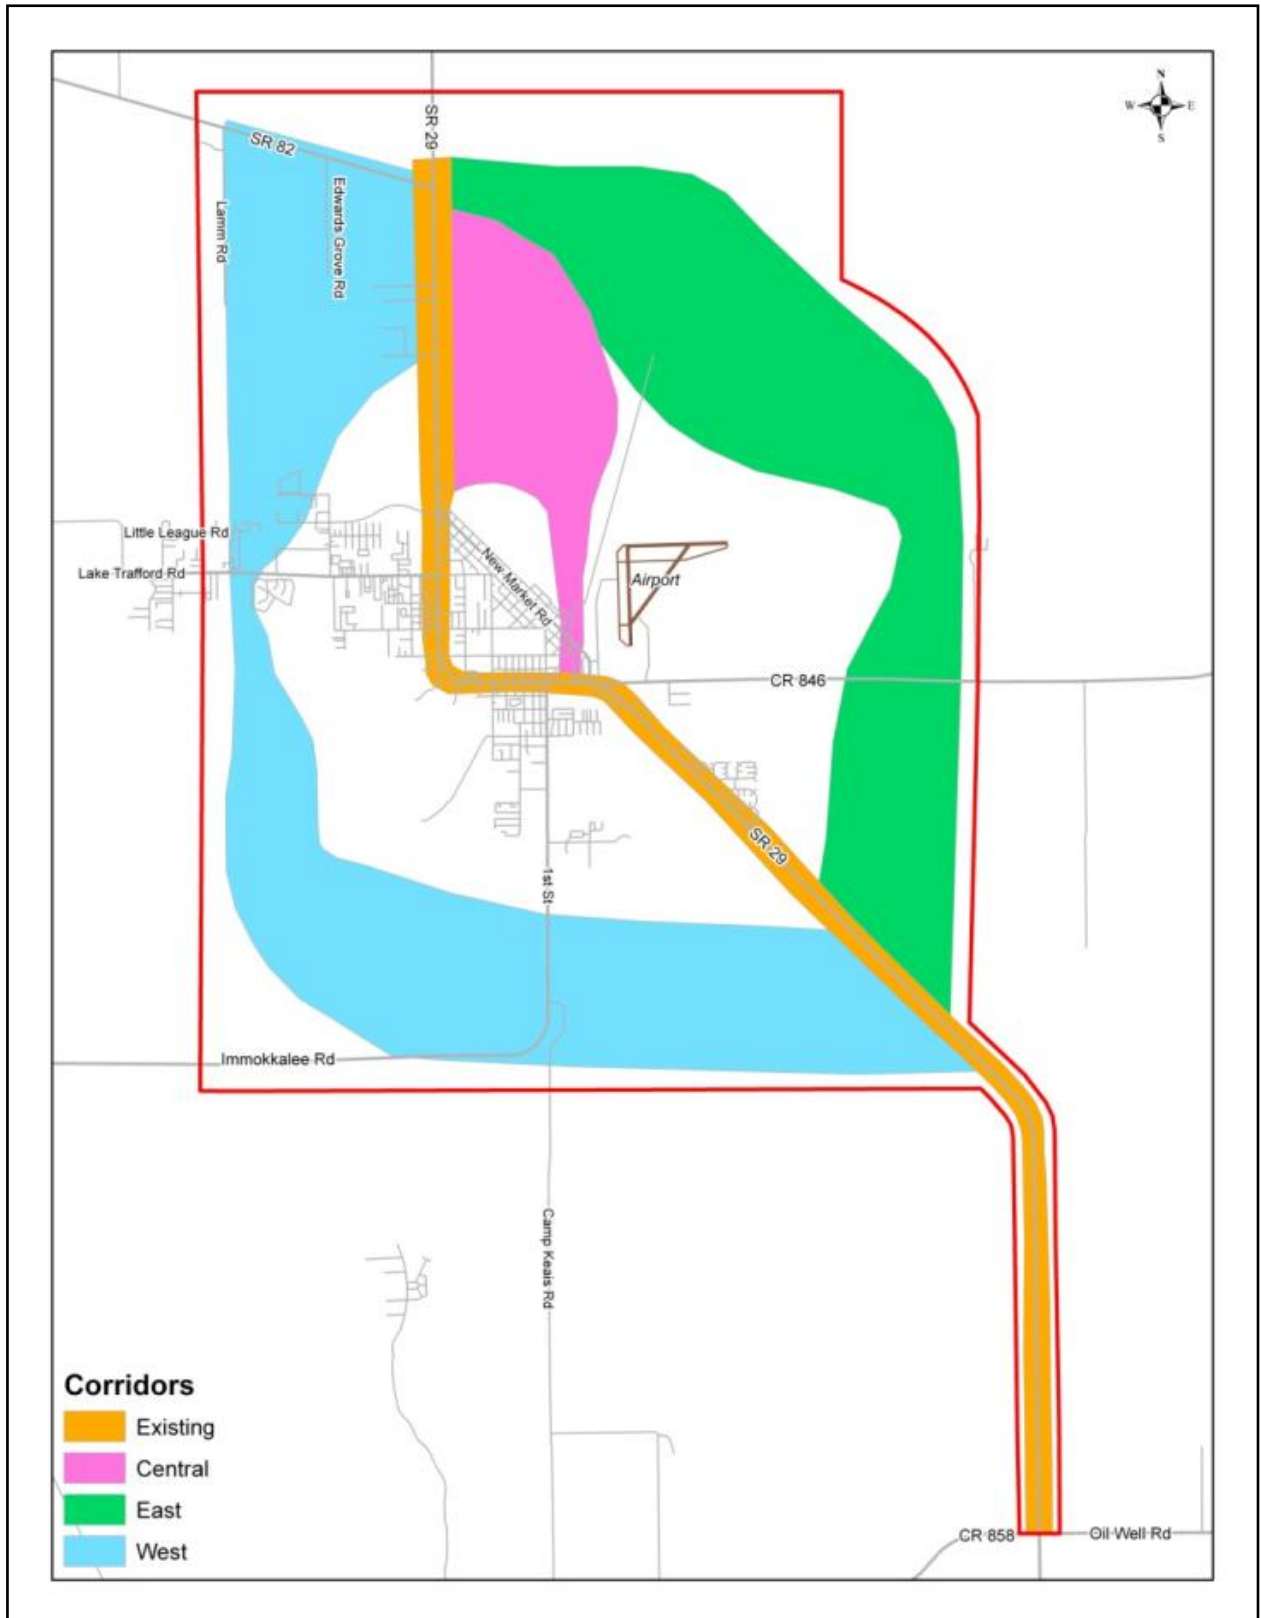 N
W E
S
SR 29
SR 82
Edwards Grove Rd
Lamm Rd
Little League Rd
Lake Trafford Rd
New Market Rd
Airport
CR 846
SR 29
1st St
Immokkalee Rd
Camp Keais Rd
Corridors
Existing
Central
East
West
CR 858
Oil Well Rd